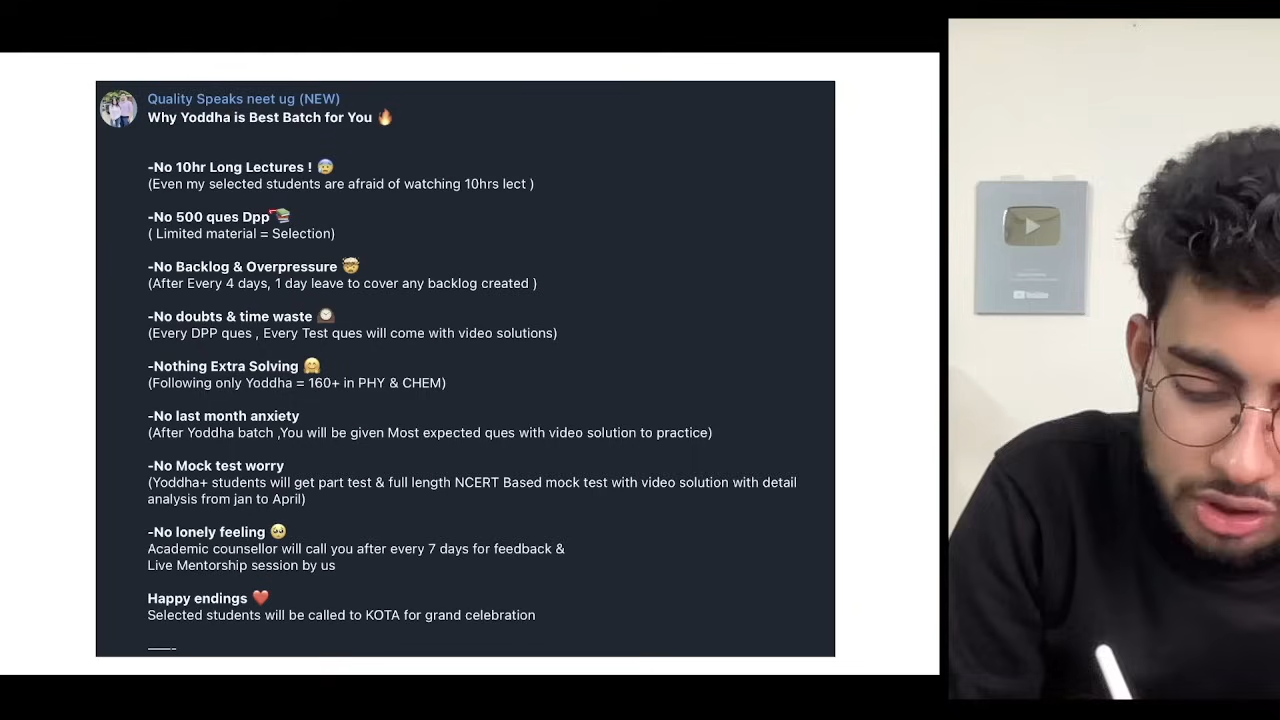 Quality Speaks neet ug (NEW)
Why Yoddha is Best Batch for You 🔥
-No 10hr Long Lectures ! 😰
(Even my selected students are afraid of watching 10hrs lect )
-No 500 ques Dpp📚
( Limited material = Selection)
-No Backlog & Overpressure 🤯
(After Every 4 days, 1 day leave to cover any backlog created )
-No doubts & time waste 🕰️
(Every DPP ques , Every Test ques will come with video solutions)
-Nothing Extra Solving 🤗
(Following only Yoddha = 160+ in PHY & CHEM)
-No last month anxiety
(After Yoddha batch ,You will be given Most expected ques with video solution to practice)
-No Mock test worry
(Yoddha+ students will get part test & full length NCERT Based mock test with video solution with detail
analysis from jan to April)
-No lonely feeling 🥺
Academic counsellor will call you after every 7 days for feedback &
Live Mentorship session by us
Happy endings ❤️
Selected students will be called to KOTA for grand celebration
——-